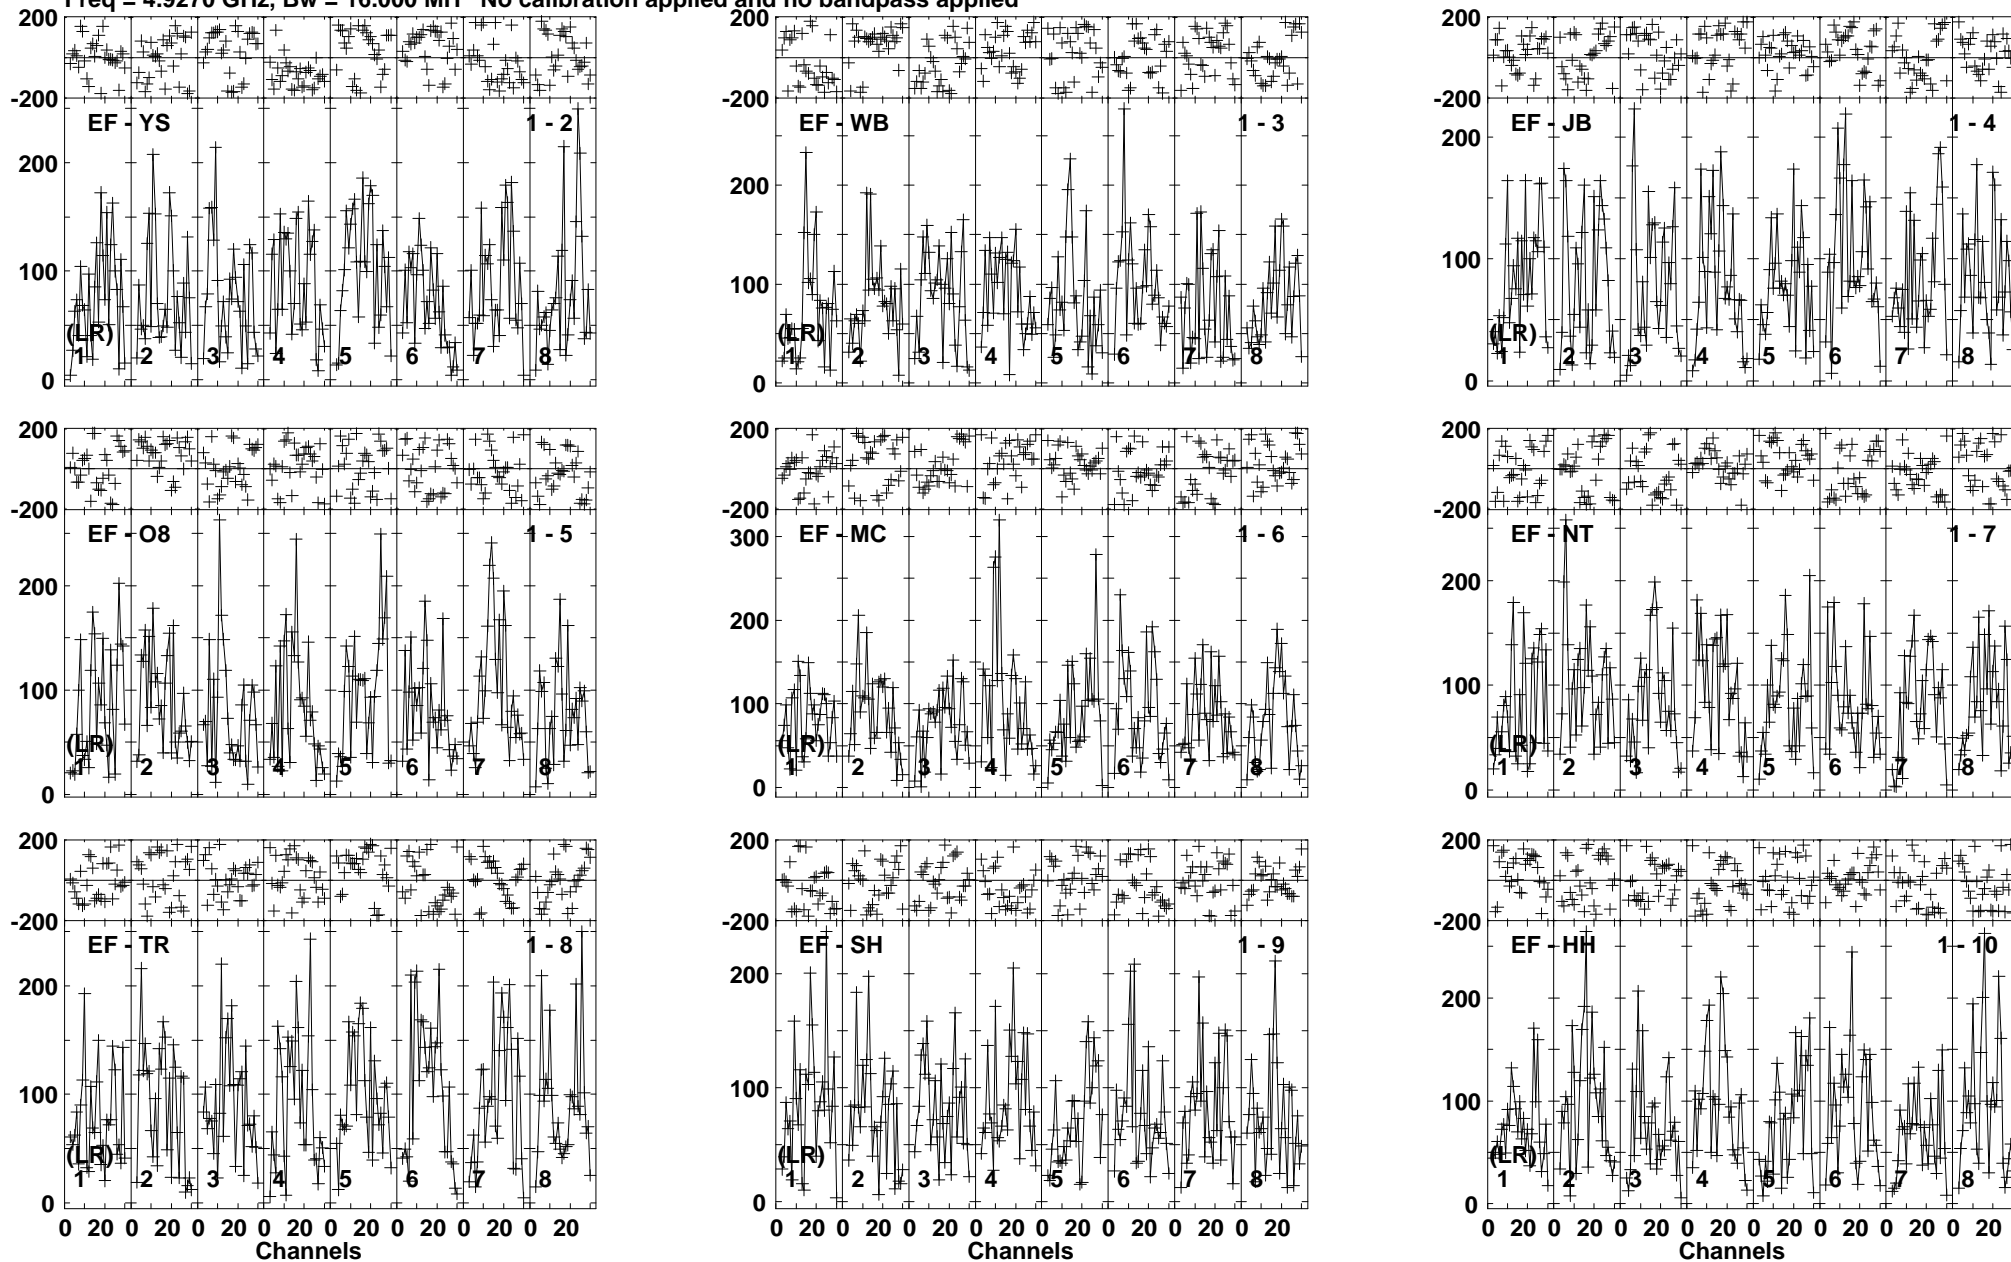 Freq = 4.9270 GHz, Bw = 16.000 MH No calibration applied and no bandpass applied
200 200 200
-200 -200 -200
EF - YS 1 - 2 EF - WB 1 - 3 EF - JB 1 - 4
200 200 200
100 100 100
(LR) (LR) (LR)
1 2 3 4 5 6 7 8 1 2 3 4 5 6 7 8 1 2 3 4 5 6 7 8
0 0 0
200 200 200
-200 -200 -200
EF - O8 1 - 5 EF - MC 1 - 6 EF - NT 1 - 7
300
200 200 200
100 100 100
(LR) (LR) (LR)
1 2 3 4 5 6 7 8 1 2 3 4 5 6 7 8 1 2 3 4 5 6 7 8
0 0 0
200 200 200
-200 -200 -200
EF - TR 1 - 8 EF - SH 1 - 9 EF - HH 1 - 10
200 200 200
100 100 100
(LR) (LR) (LR)
1 2 3 4 5 6 7 8 1 2 3 4 5 6 7 8 1 2 3 4 5 6 7 8
0 0 0
0 20 0 20 0 20 0 20 0 20 0 20 0 20 0 20 0 20 0 20 0 20 0 20 0 20 0 20 0 20 0 20 0 20 0 20 0 20 0 20 0 20 0 20 0 20 0 20
Channels Channels Channels